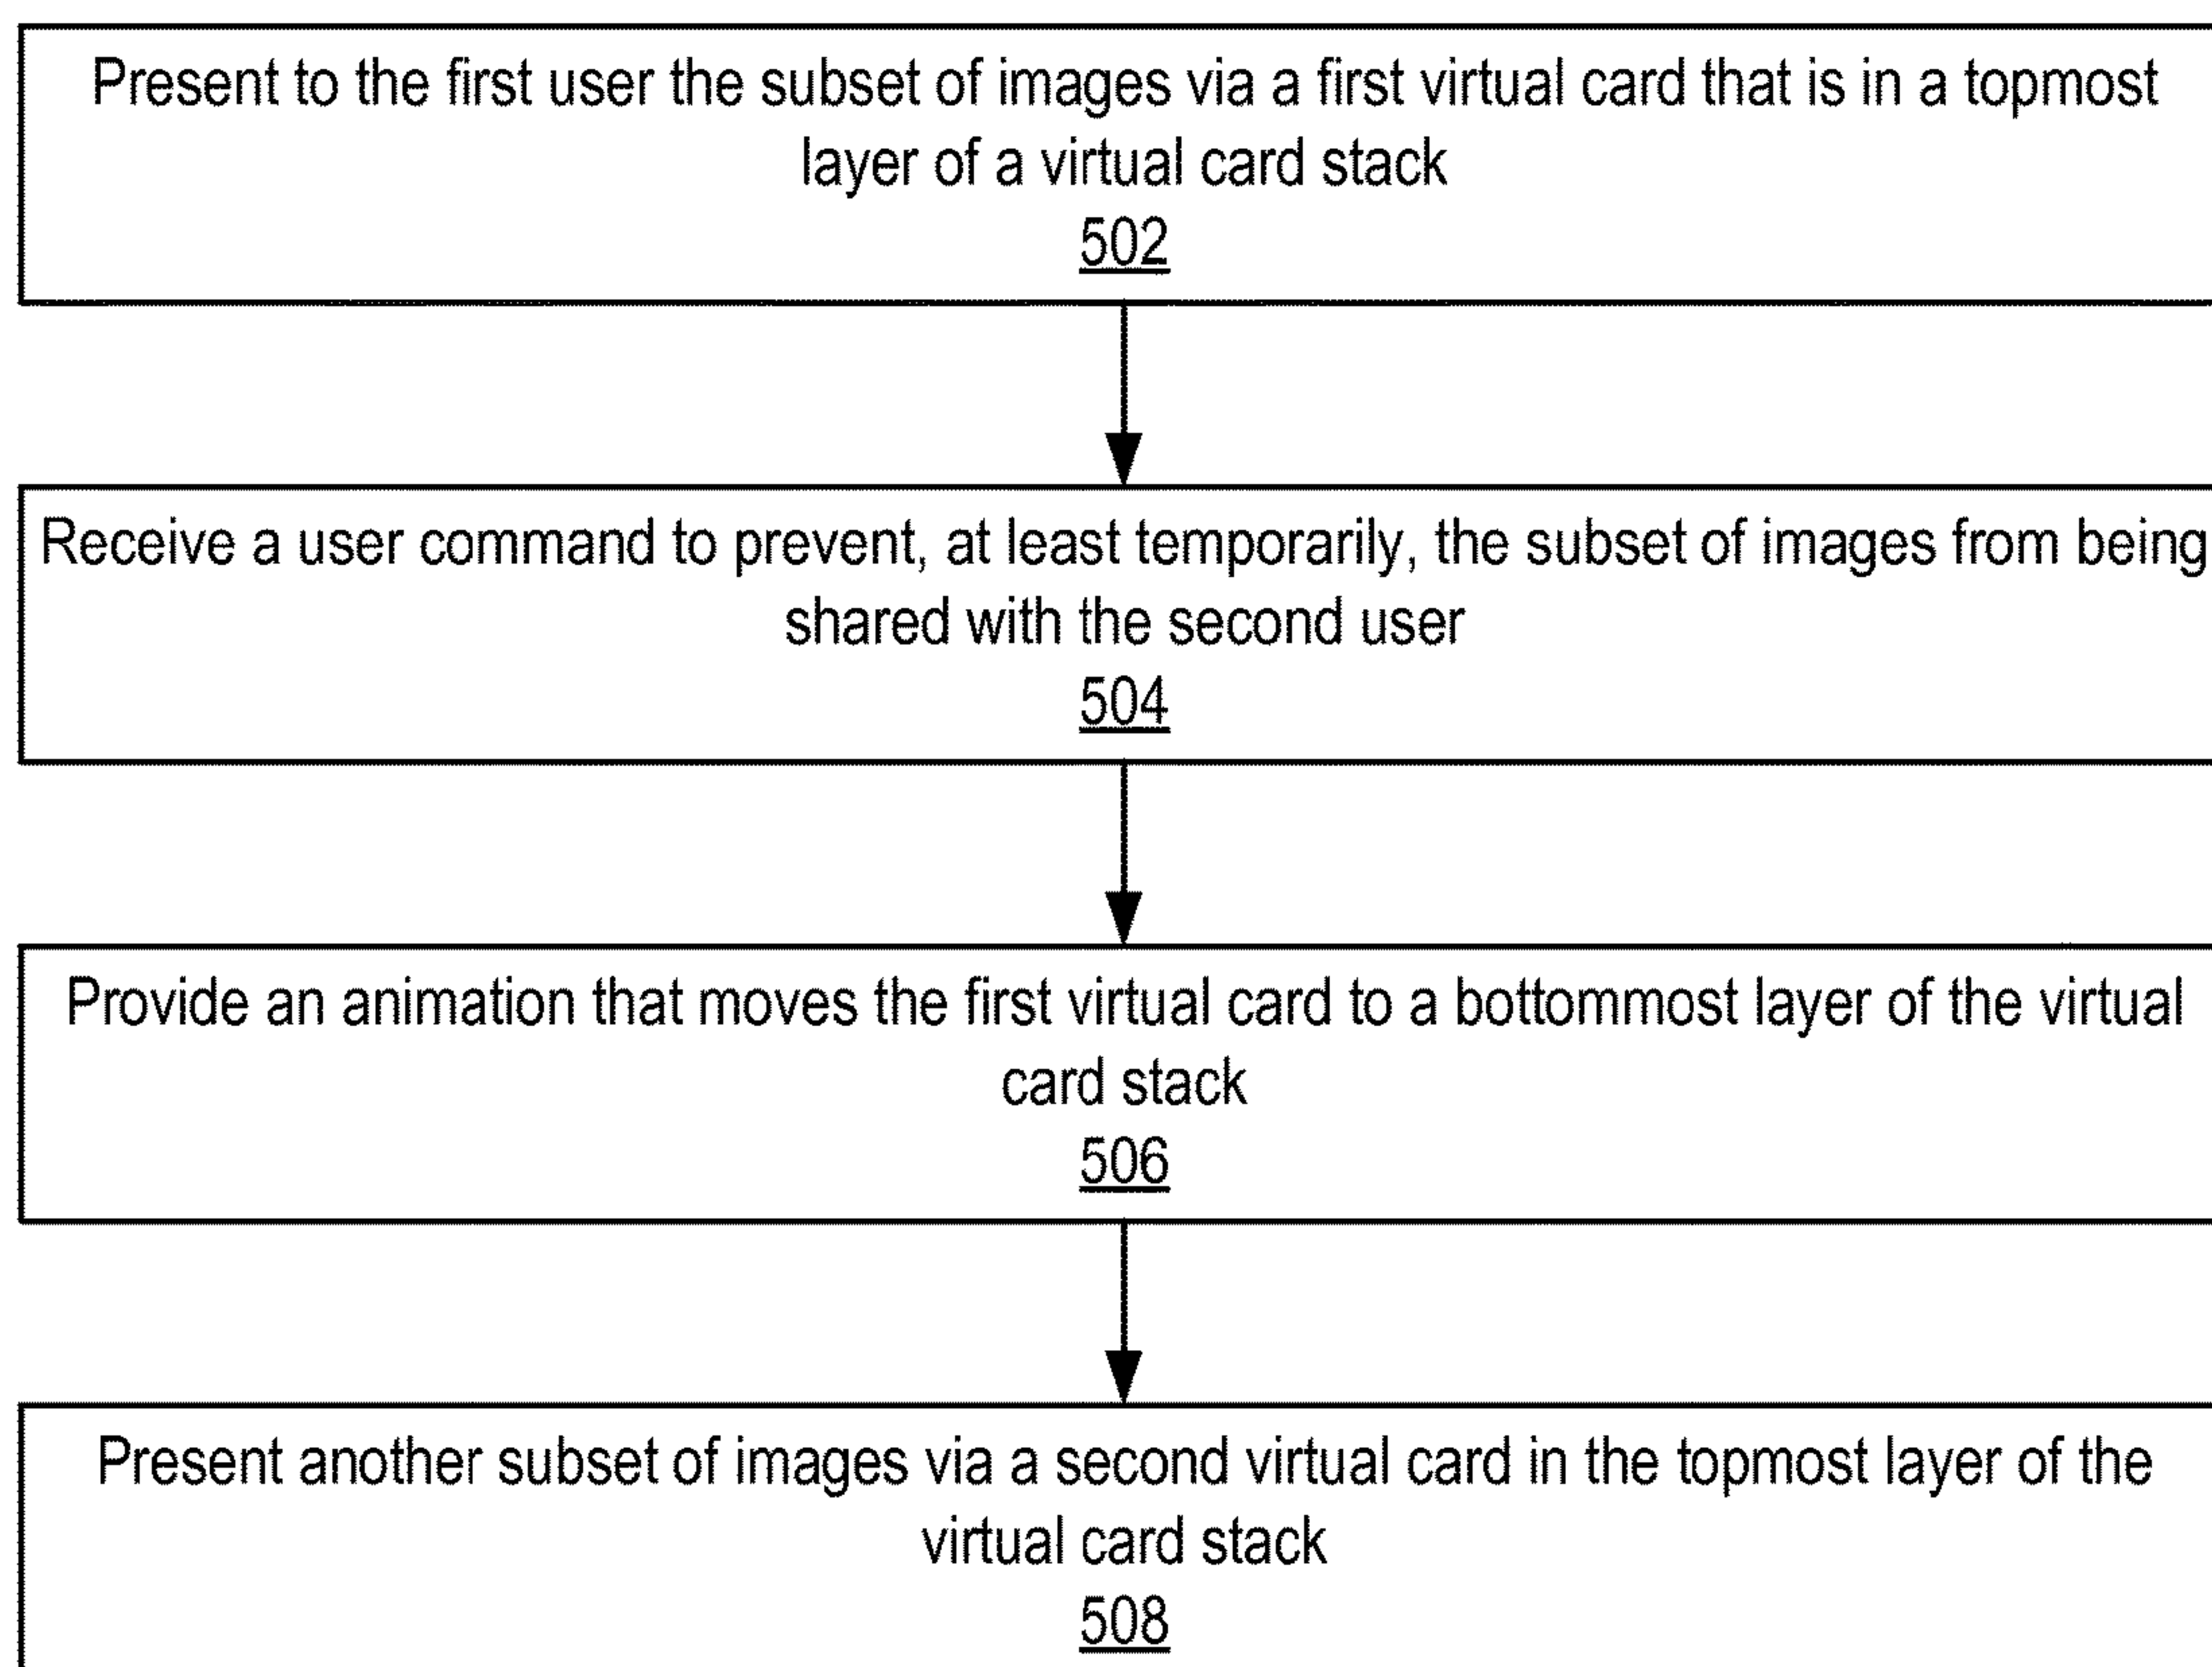 Present to the first user the subset of images via a first virtual card that is in a topmost
layer of a virtual card stack
502
Receive a user command to prevent, at least temporarily, the subset of images from being
shared with the second user
504
Provide an animation that moves the first virtual card to a bottommost layer of the virtual
card stack
506
Present another subset of images via a second virtual card in the topmost layer of the
virtual card stack
508